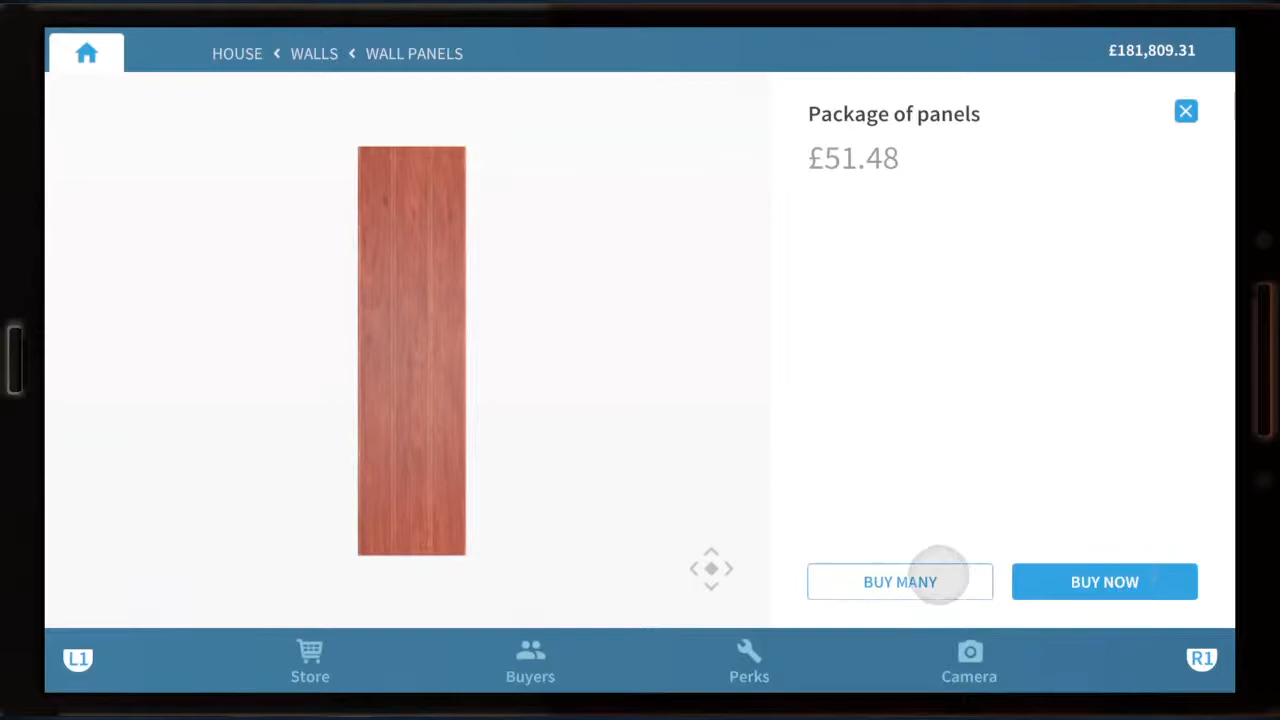 HOUSE < WALLS < WALL PANELS
£181,809.31
Package of panels
£51.48
BUY MANY
BUY NOW
L1
Store
Buyers
Perks
Camera
R1